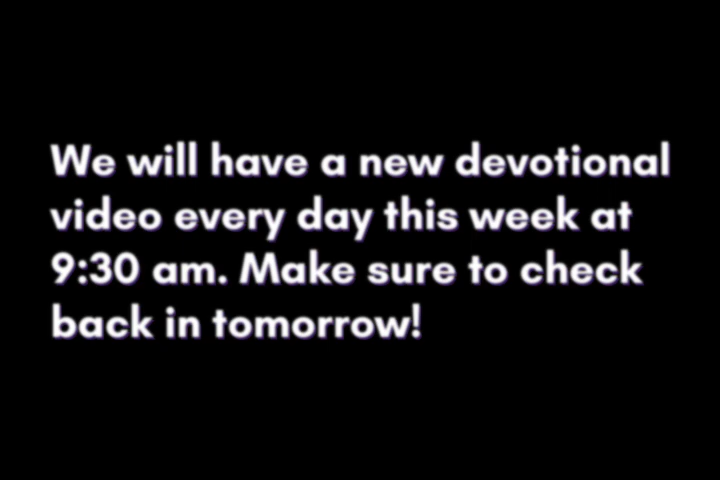 We will have a new devotional
video every day this week at
9:30 am. Make sure to check
back in tomorrow!